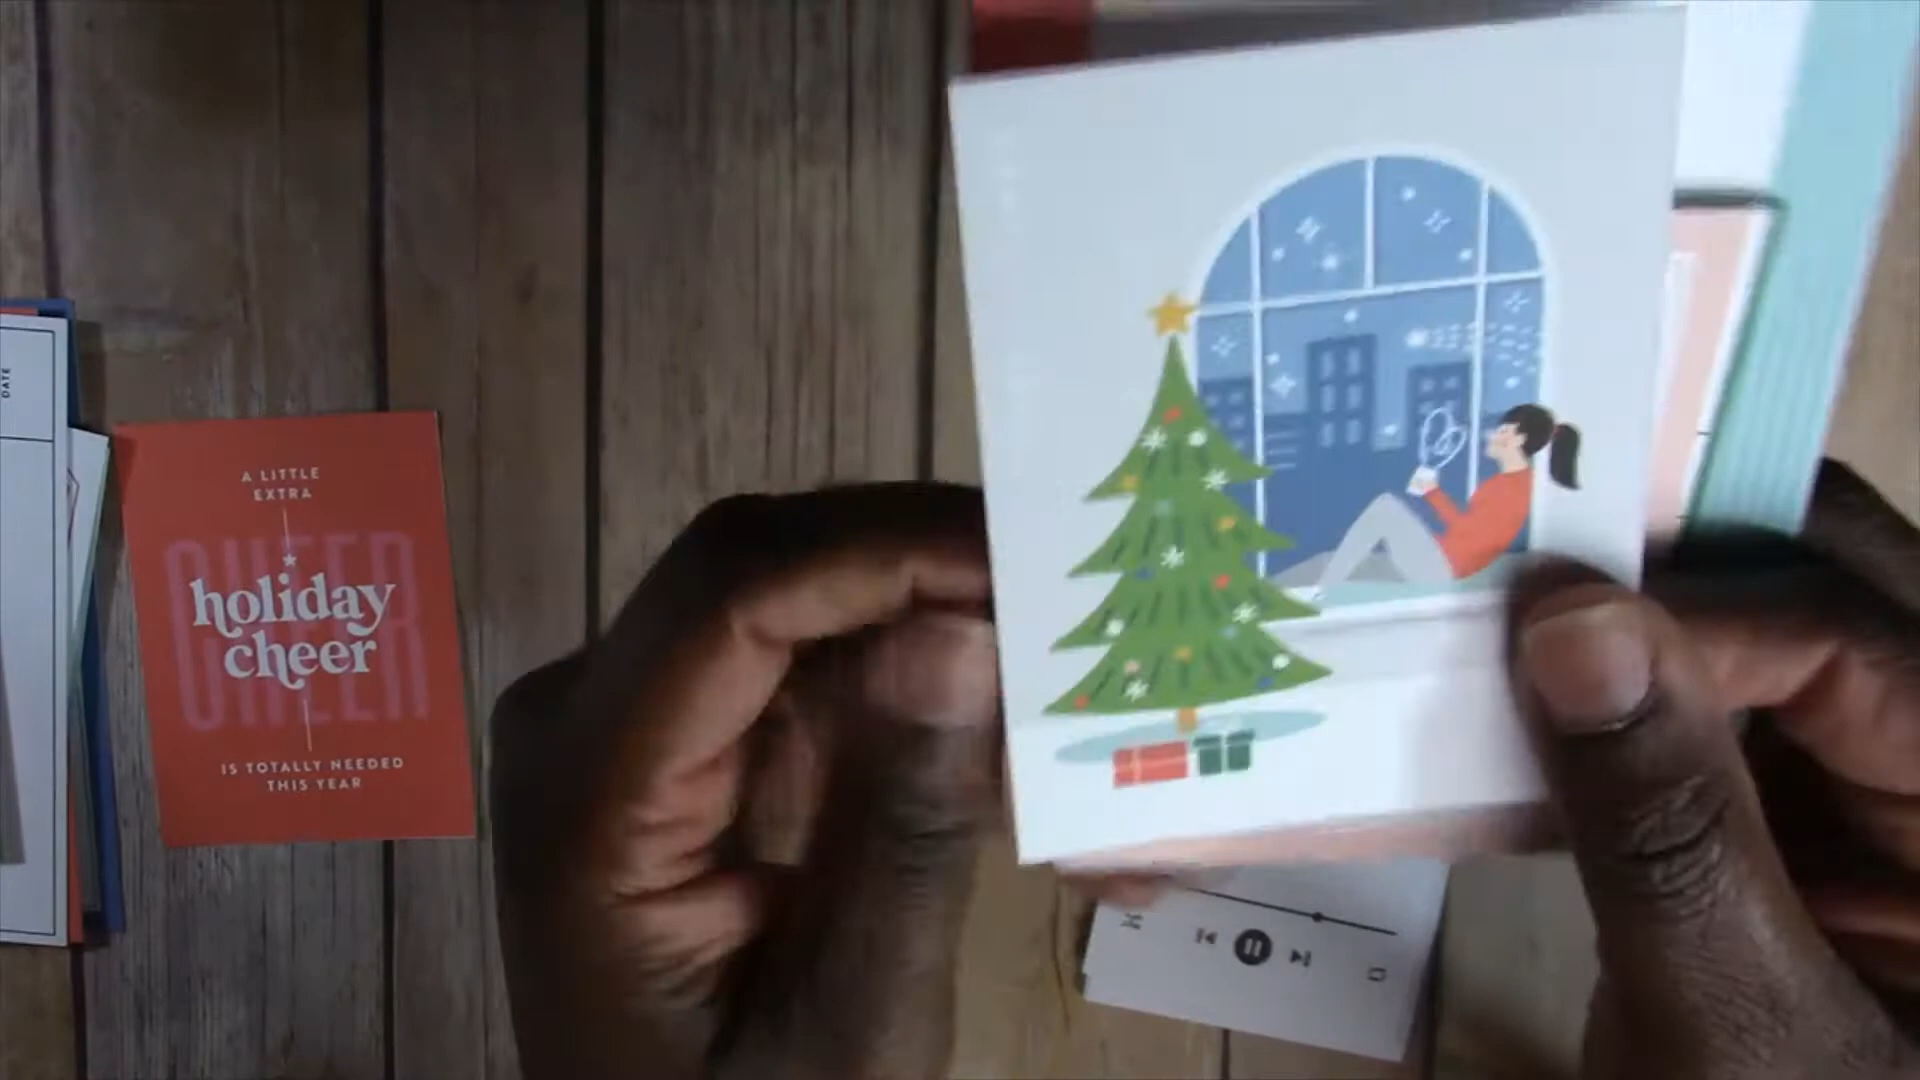 DATE
A LITTLE
EXTRA
CHEER
holiday
cheer
IS TOTALLY NEEDED
THIS YEAR